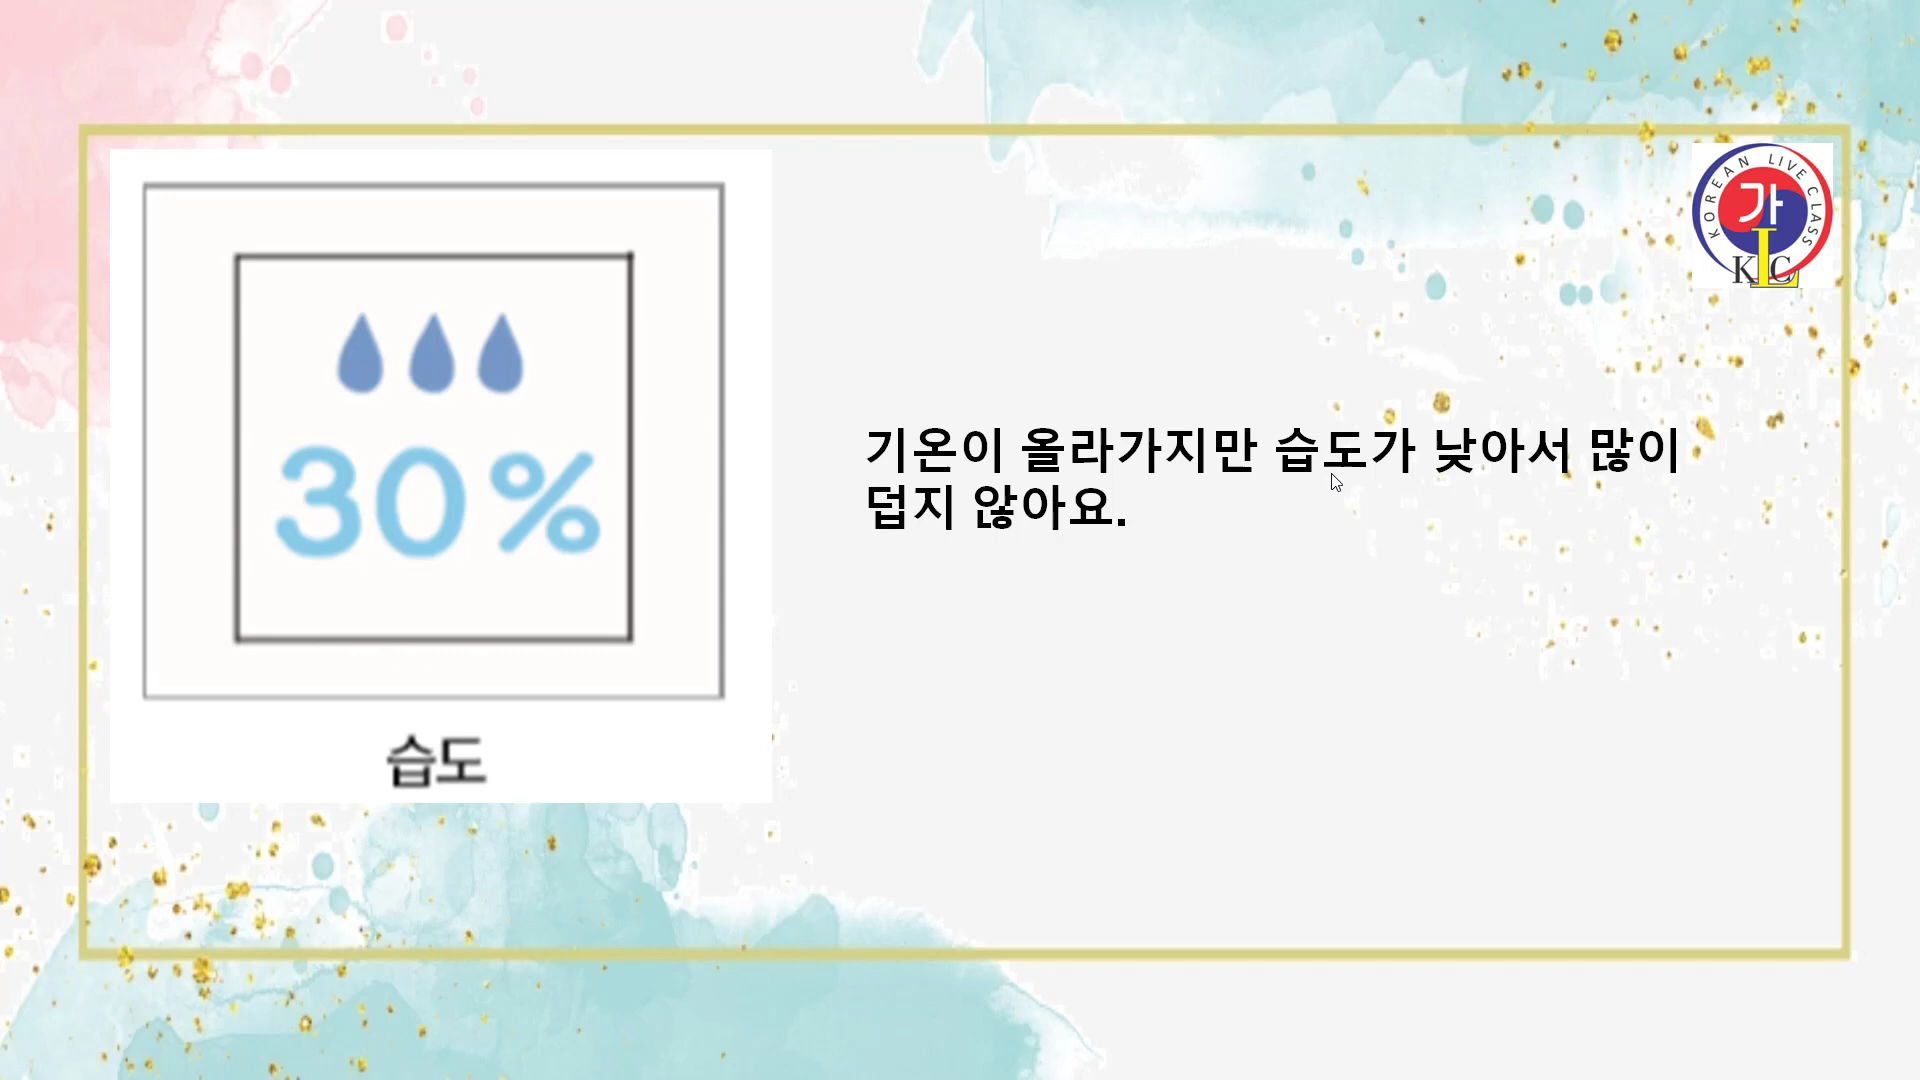 KOREAN LIVE CLASS
가
KLC
30%
습도
기온이 올라가지만 습도가 낮아서 많이
덥지 않아요.